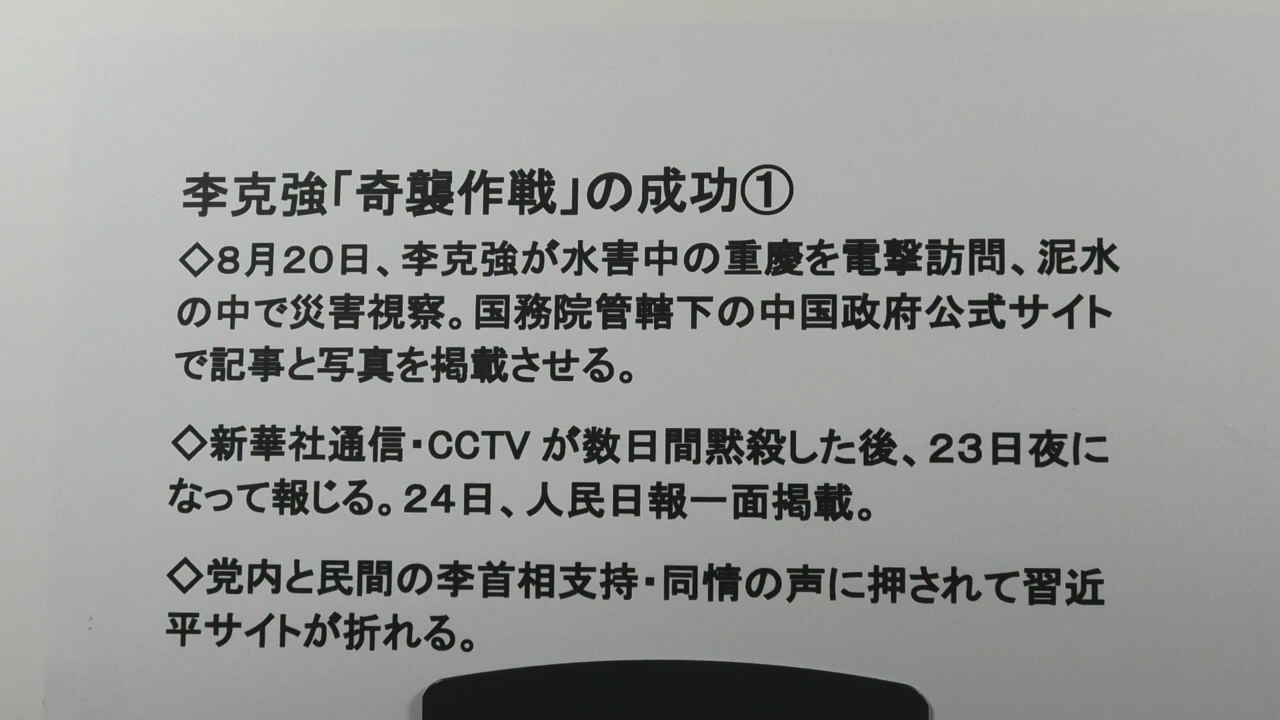 李克強「奇襲作戦」の成功①
◇8月20日、李克強が水害中の重慶を電撃訪問、泥水
の中で災害視察。国務院管轄下の中国政府公式サイト
で記事と写真を掲載させる。
◇新華社通信・CCTVが数日間黙殺した後、23日夜に
なって報じる。24日、人民日報一面掲載。
◇党内と民間の李首相支持・同情の声に押されて習近
平サイトが折れる。